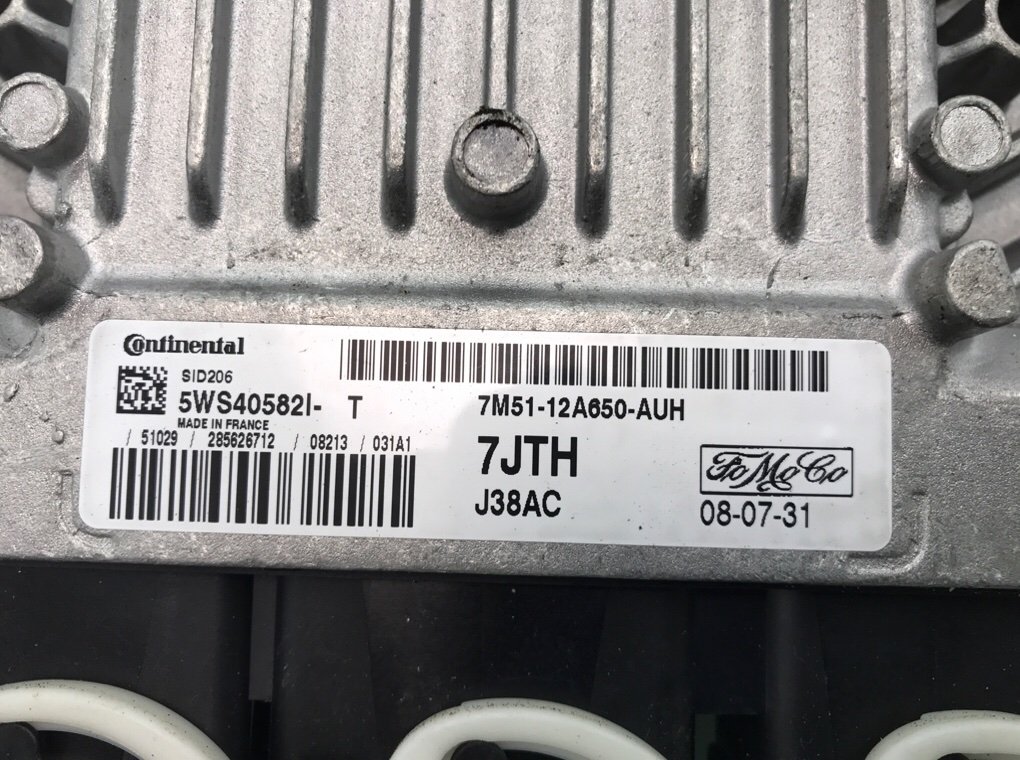 Continental
SID206
5WS40582I- T
7M51-12A650-AUH
MADE IN FRANCE
/ 51029 / 285626712 / 08213 / 031A1
7JTH
J38AC
FoMoCo
08-07-31